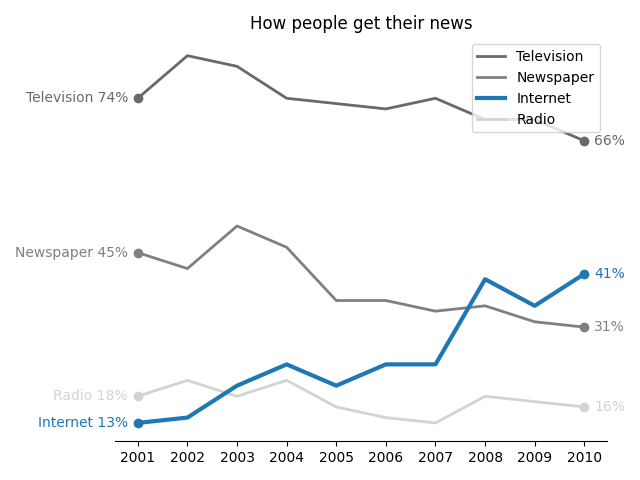 How people get their news
Television
Newspaper
Internet
Radio
Television 74%
66%
Newspaper 45%
41%
31%
Radio 18%
16%
Internet 13%
2001 2002 2003 2004 2005 2006 2007 2008 2009 2010